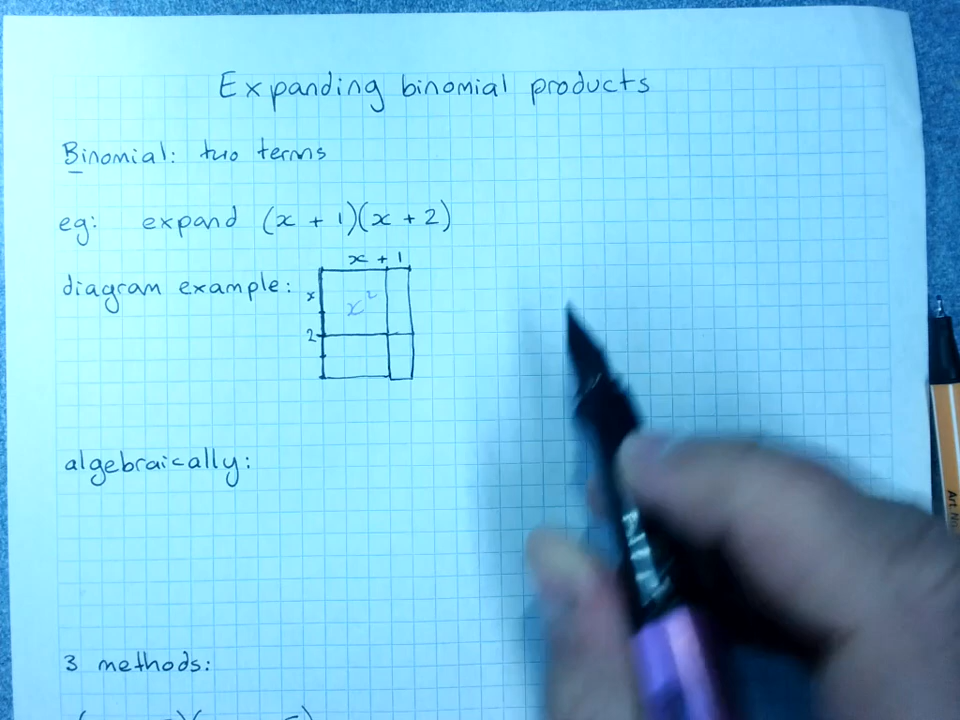 Expanding binomial products
Binomial: two terms
eg: expand (x + 1)(x + 2)
x + 1
diagram example:
x
x²
2
algebraically:
3 methods: